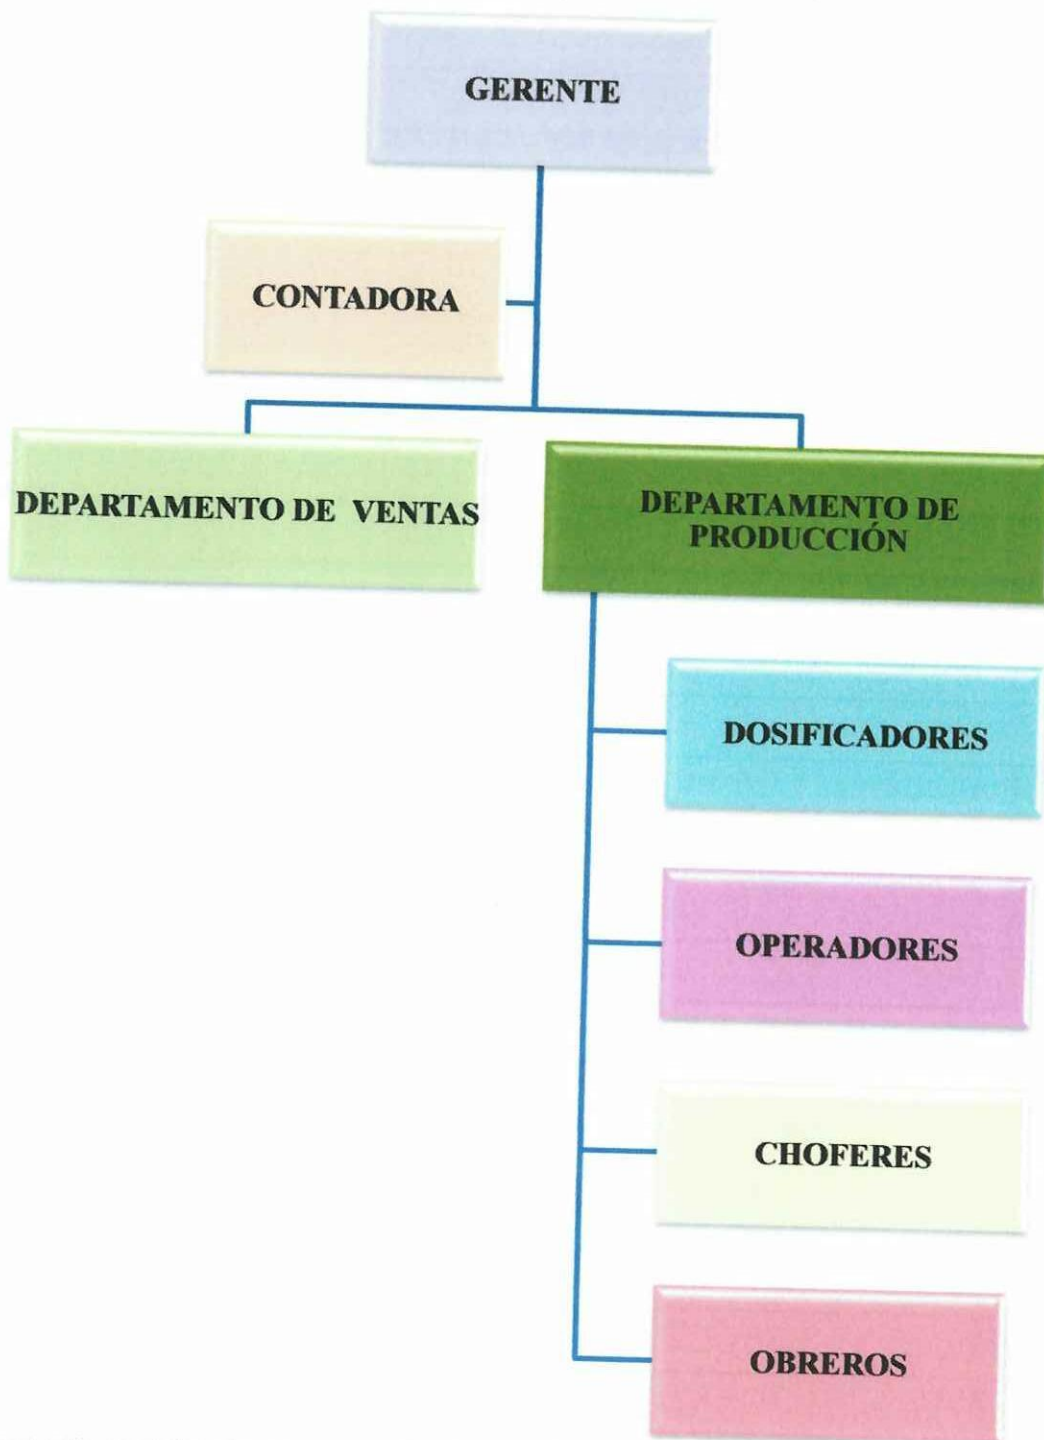 GERENTE
CONTADORA
DEPARTAMENTO DE VENTAS
DEPARTAMENTO DE
PRODUCCIÓN
DOSIFICADORES
OPERADORES
CHOFERES
OBREROS